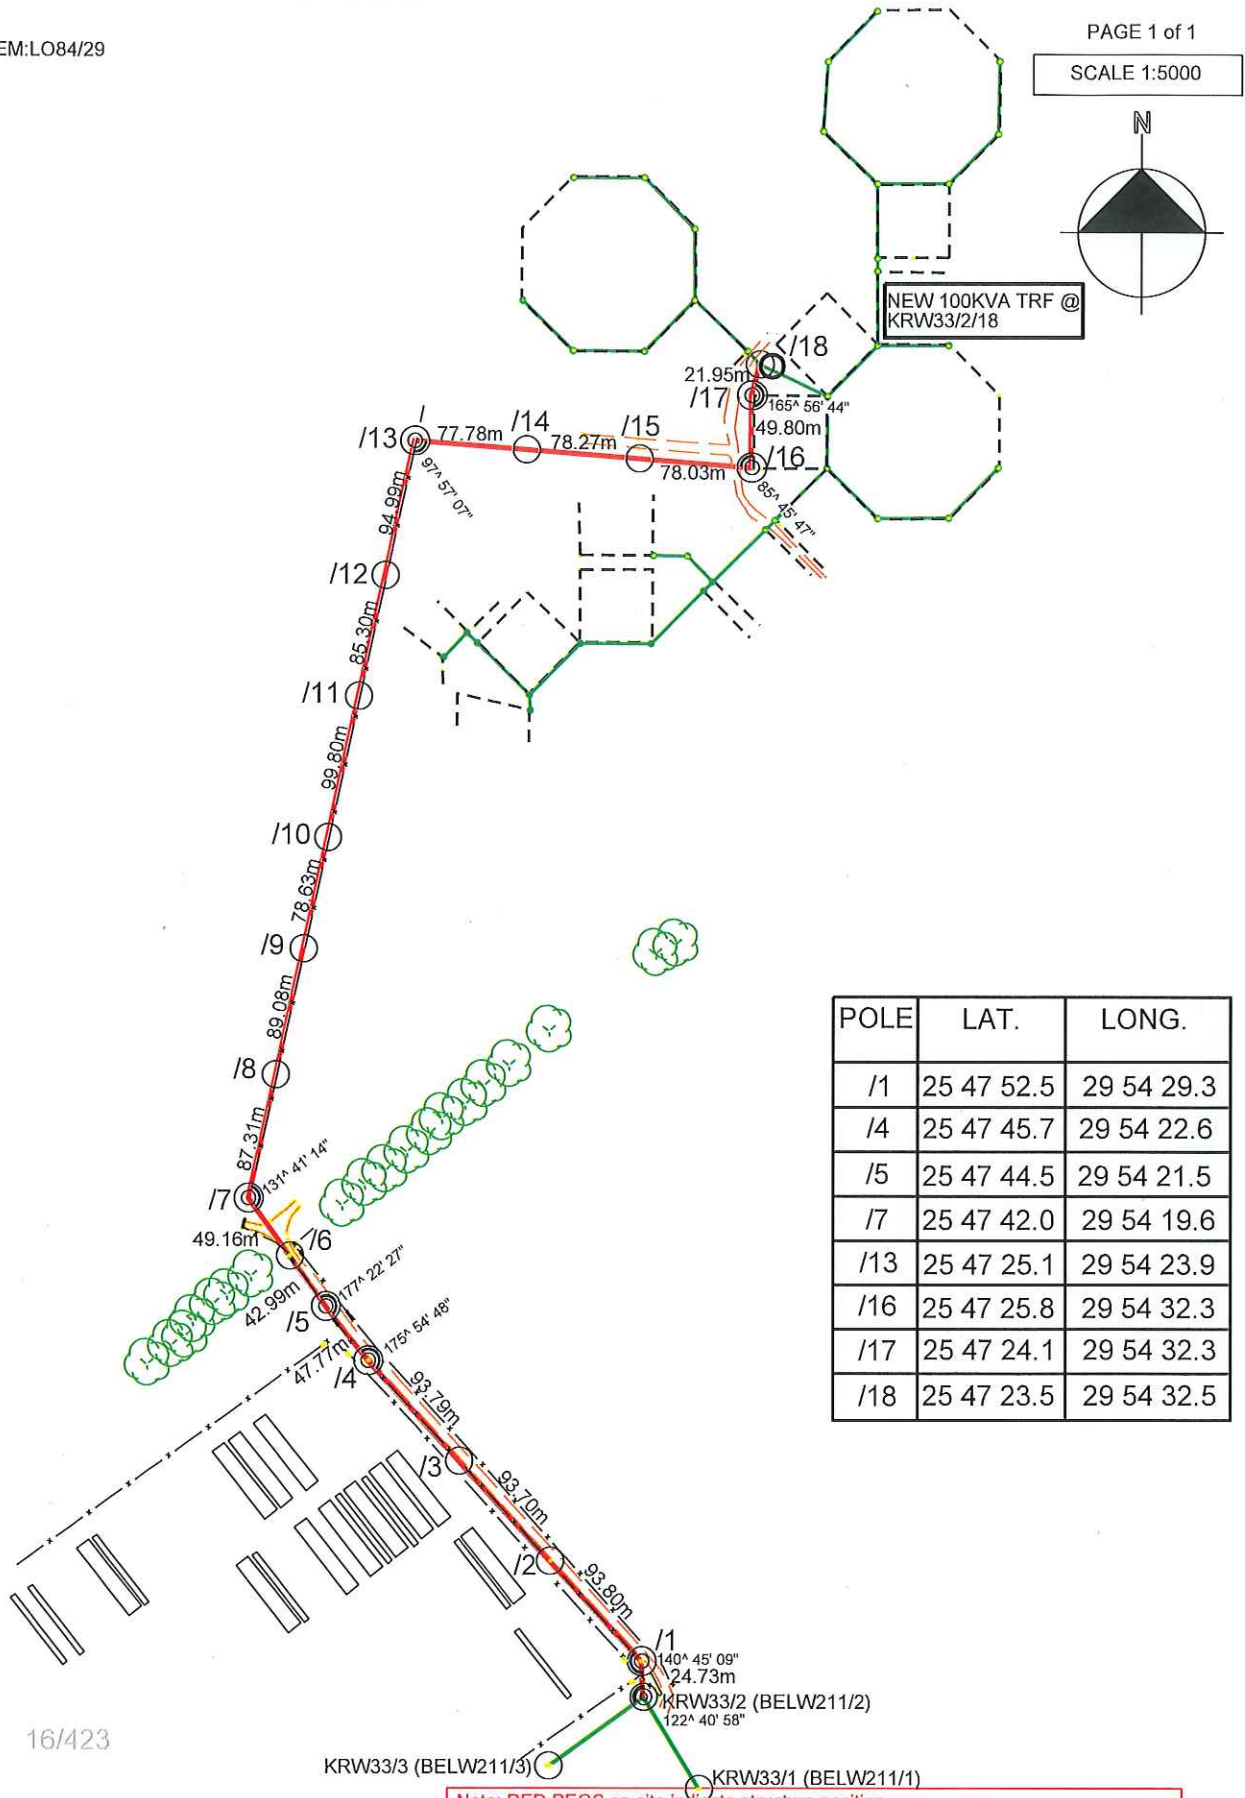 EM:LO84/29
PAGE 1 of 1
SCALE 1:5000
N
NEW 100KVA TRF @
KRW33/2/18
/18
21.95m
/17
165^ 56' 44"
49.80m
/16
85^ 45' 47"
/
/13
77.78m
/14
78.27m
/15
78.03m
97^ 57' 07"
94.99m
/12
85.30m
/11
99.80m
/10
78.63m
/9
89.08m
/8
87.31m
/7
131^ 41' 14"
49.16m
/6
42.99m
177^ 22' 27"
/5
47.77m
175^ 54' 48"
/4
93.79m
/3
93.70m
/2
93.80m
/1
140^ 45' 09"
24.73m
KRW33/2 (BELW211/2)
122^ 40' 58"
KRW33/3 (BELW211/3)
KRW33/1 (BELW211/1)
POLE LAT. LONG.
/1 25 47 52.5 29 54 29.3
/4 25 47 45.7 29 54 22.6
/5 25 47 44.5 29 54 21.5
/7 25 47 42.0 29 54 19.6
/13 25 47 25.1 29 54 23.9
/16 25 47 25.8 29 54 32.3
/17 25 47 24.1 29 54 32.3
/18 25 47 23.5 29 54 32.5
16/423
Note: RED PEGS on site indicate structure position